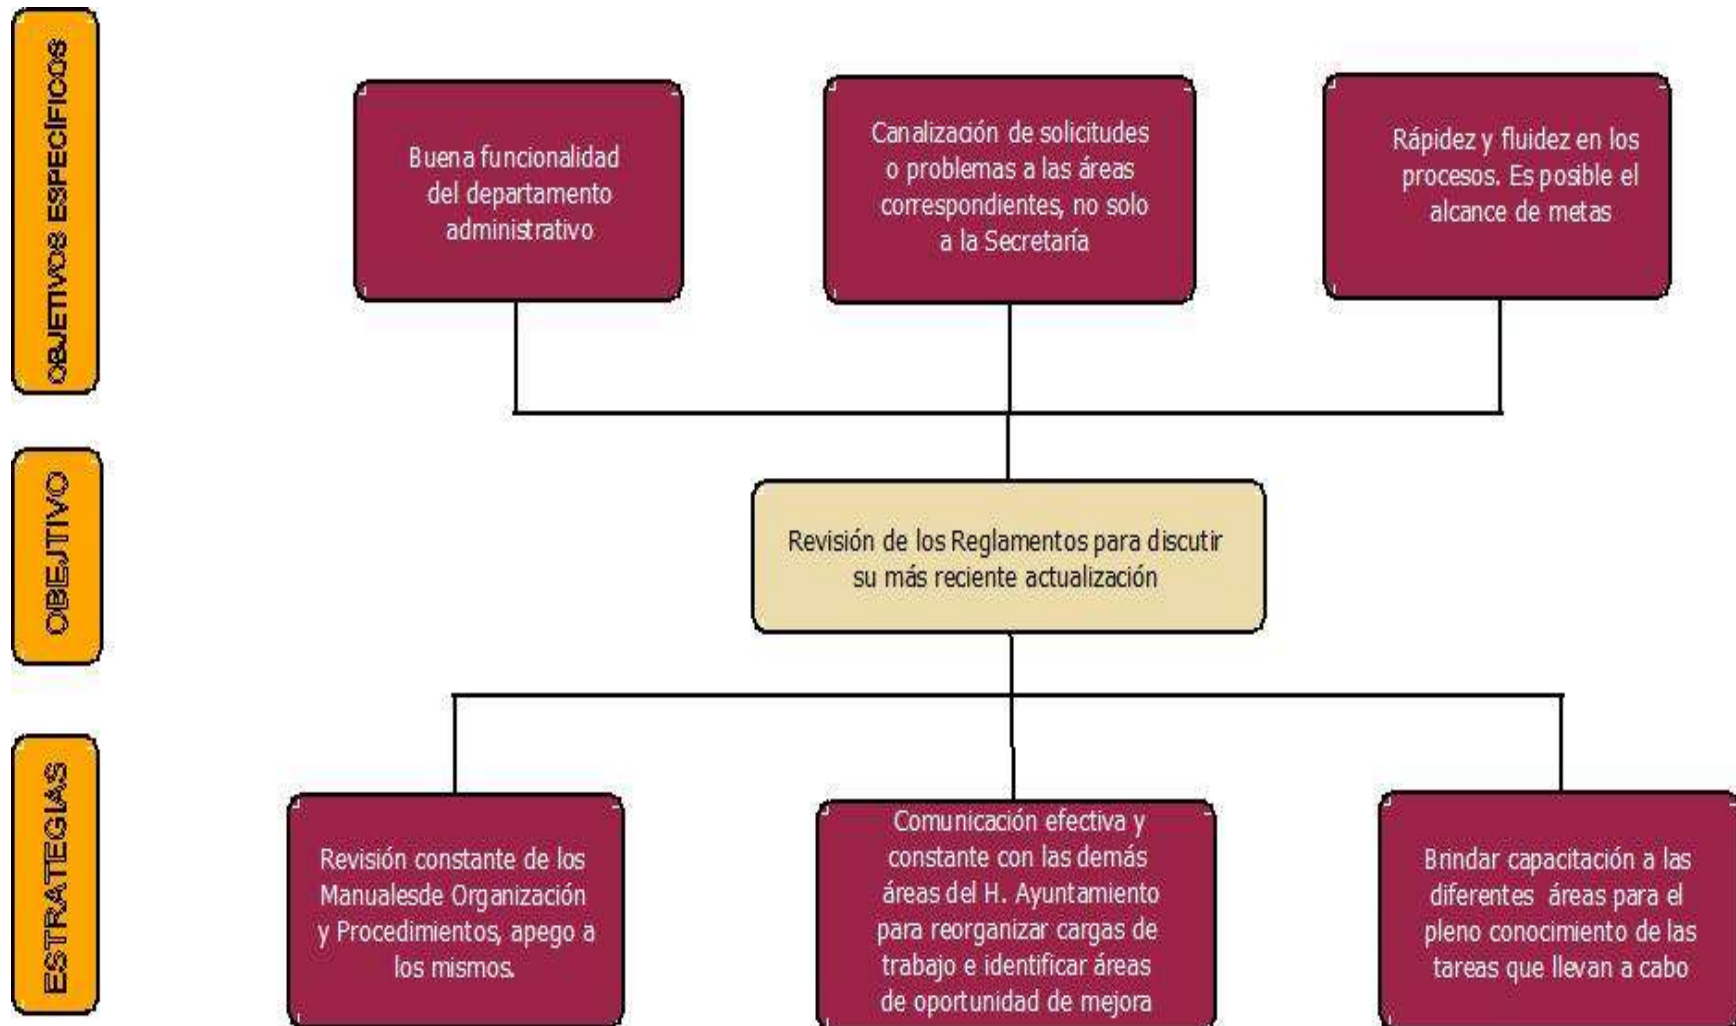 OBJETIVOS ESPECÍFICOS
Buena funcionalidad
del departamento
administrativo
Canalización de solicitudes
o problemas a las áreas
correspondientes, no solo
a la Secretaría
Rápidez y fluidez en los
procesos. Es posible el
alcance de metas
OBEJTIVO
Revisión de los Reglamentos para discutir
su más reciente actualización
ESTRATEGIAS
Revisión constante de los
Manualesde Organización
y Procedimientos, apego a
los mismos.
Comunicación efectiva y
constante con las demás
áreas del H. Ayuntamiento
para reorganizar cargas de
trabajo e identificar áreas
de oportunidad de mejora
Brindar capacitación a las
diferentes áreas para el
pleno conocimiento de las
tareas que llevan a cabo